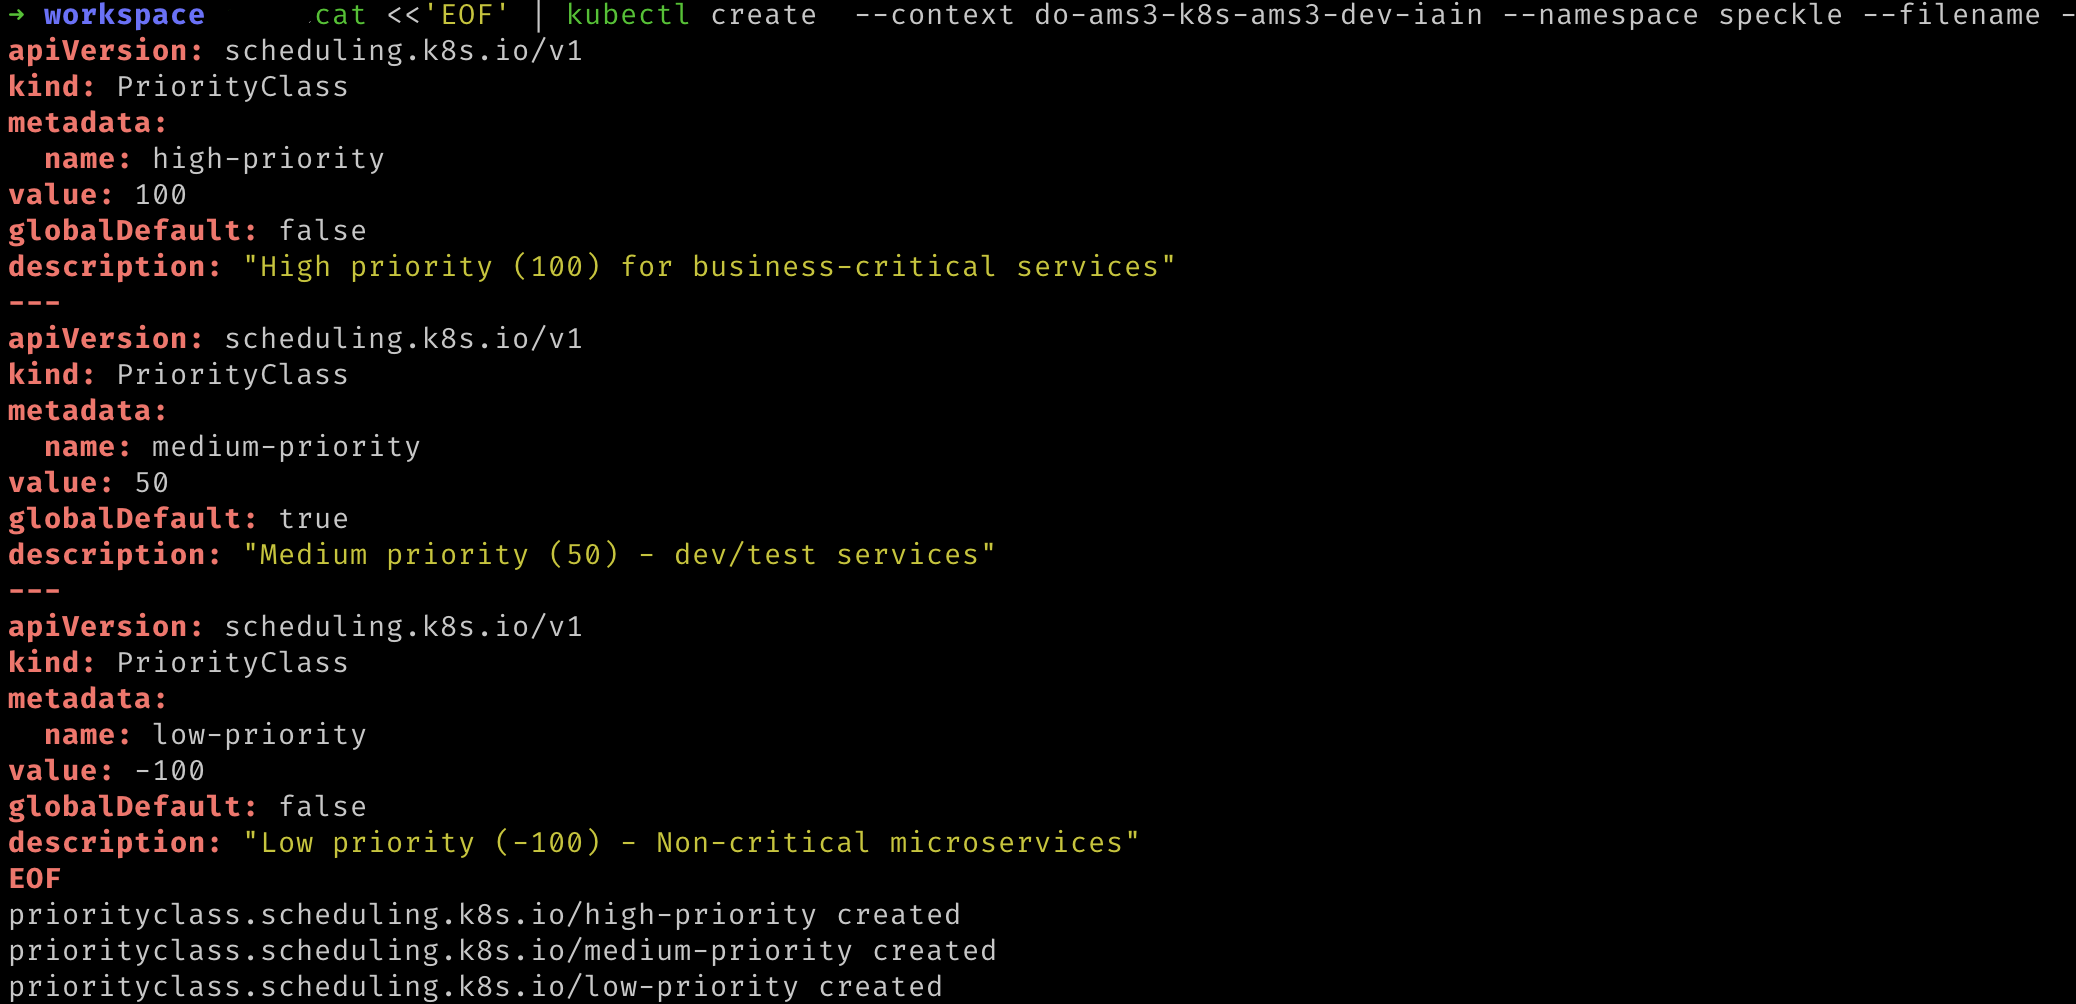 → workspace cat <<'EOF' | kubectl create --context do-ams3-k8s-ams3-dev-iain --namespace speckle --filename -
apiVersion: scheduling.k8s.io/v1
kind: PriorityClass
metadata:
  name: high-priority
value: 100
globalDefault: false
description: "High priority (100) for business-critical services"
---
apiVersion: scheduling.k8s.io/v1
kind: PriorityClass
metadata:
  name: medium-priority
value: 50
globalDefault: true
description: "Medium priority (50) - dev/test services"
---
apiVersion: scheduling.k8s.io/v1
kind: PriorityClass
metadata:
  name: low-priority
value: -100
globalDefault: false
description: "Low priority (-100) - Non-critical microservices"
EOF
priorityclass.scheduling.k8s.io/high-priority created
priorityclass.scheduling.k8s.io/medium-priority created
priorityclass.scheduling.k8s.io/low-priority created